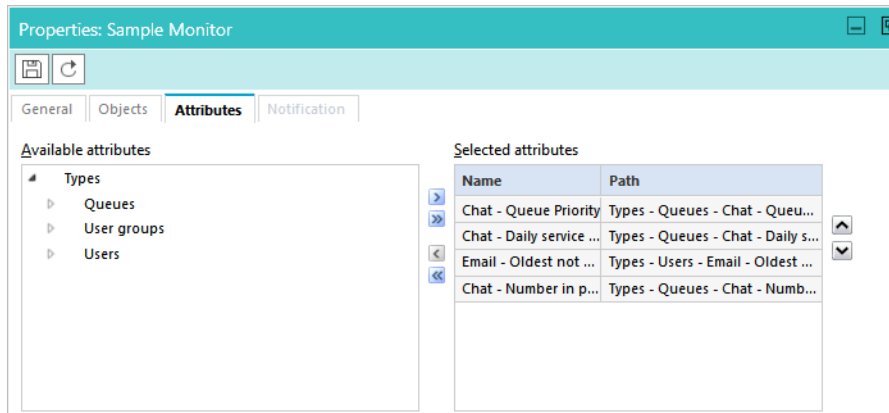 Properties: Sample Monitor
General Objects Attributes Notification
Available attributes
Selected attributes
Types
Queues
User groups
Users
Name Path
Chat - Queue Priority Types - Queues - Chat - Queu...
Chat - Daily service ... Types - Queues - Chat - Daily s...
Email - Oldest not ... Types - Users - Email - Oldest ...
Chat - Number in p... Types - Queues - Chat - Numb...